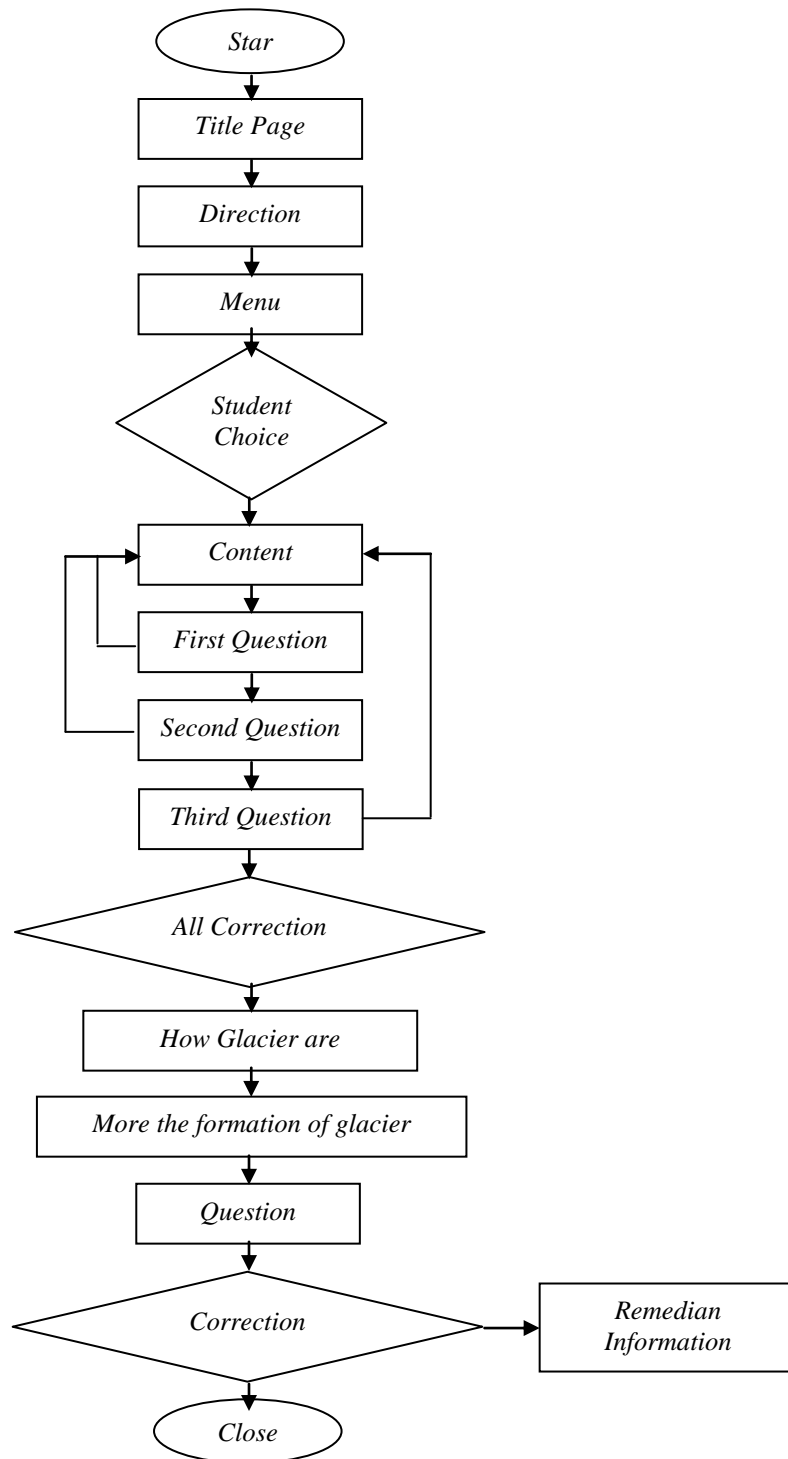 Star
Title Page
Direction
Menu
Student
Choice
Content
First Question
Second Question
Third Question
All Correction
How Glacier are
More the formation of glacier
Question
Correction
Remedian
Information
Close